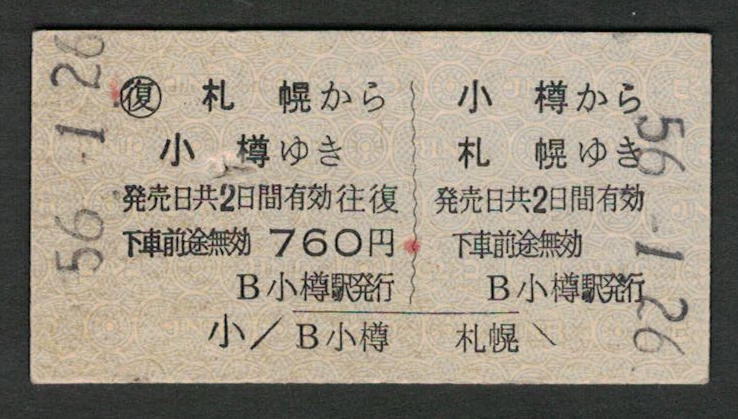 56.-1.26
㊝ 札幌から
小樽ゆき
発売日共2日間有効往復
下車前途無効 760円
B小樽駅発行
小樽から
札幌ゆき
発売日共2日間有効
下車前途無効
B小樽駅発行
小/B小樽 札幌\
56.-1.26